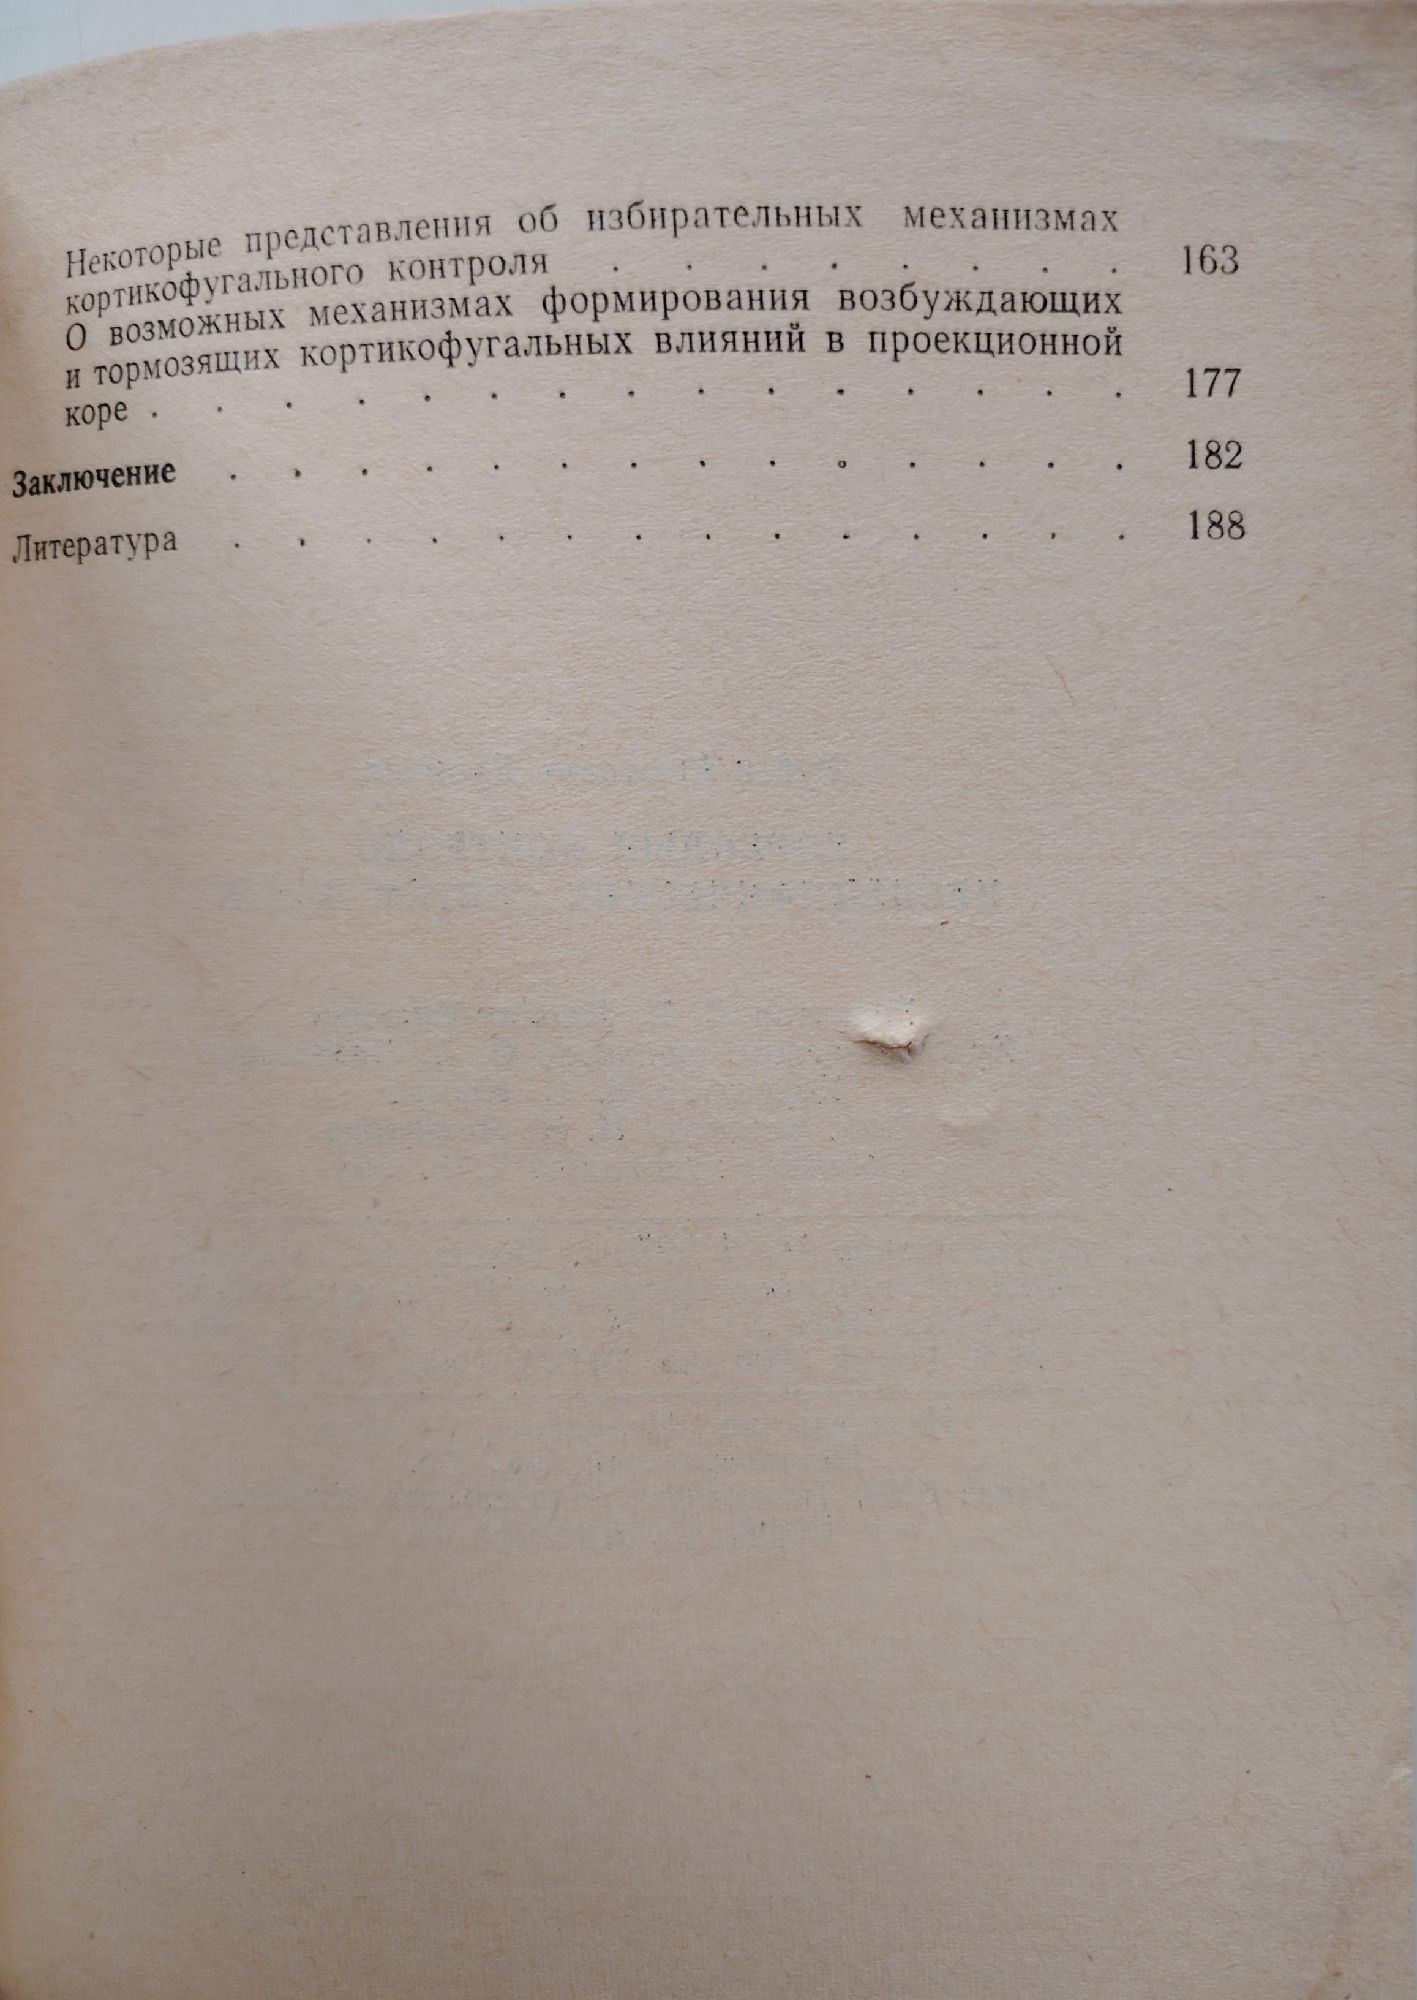 Некоторые представления об избирательных механизмах
кортикофугального контроля . . . . . . . . 163
О возможных механизмах формирования возбуждающих
и тормозящих кортикофугальных влияний в проекционной
коре . . . . . . . . . . . . . . . 177
Заключение . . . . . . . . . . . . . . 182
Литература . . . . . . . . . . . . . . 188